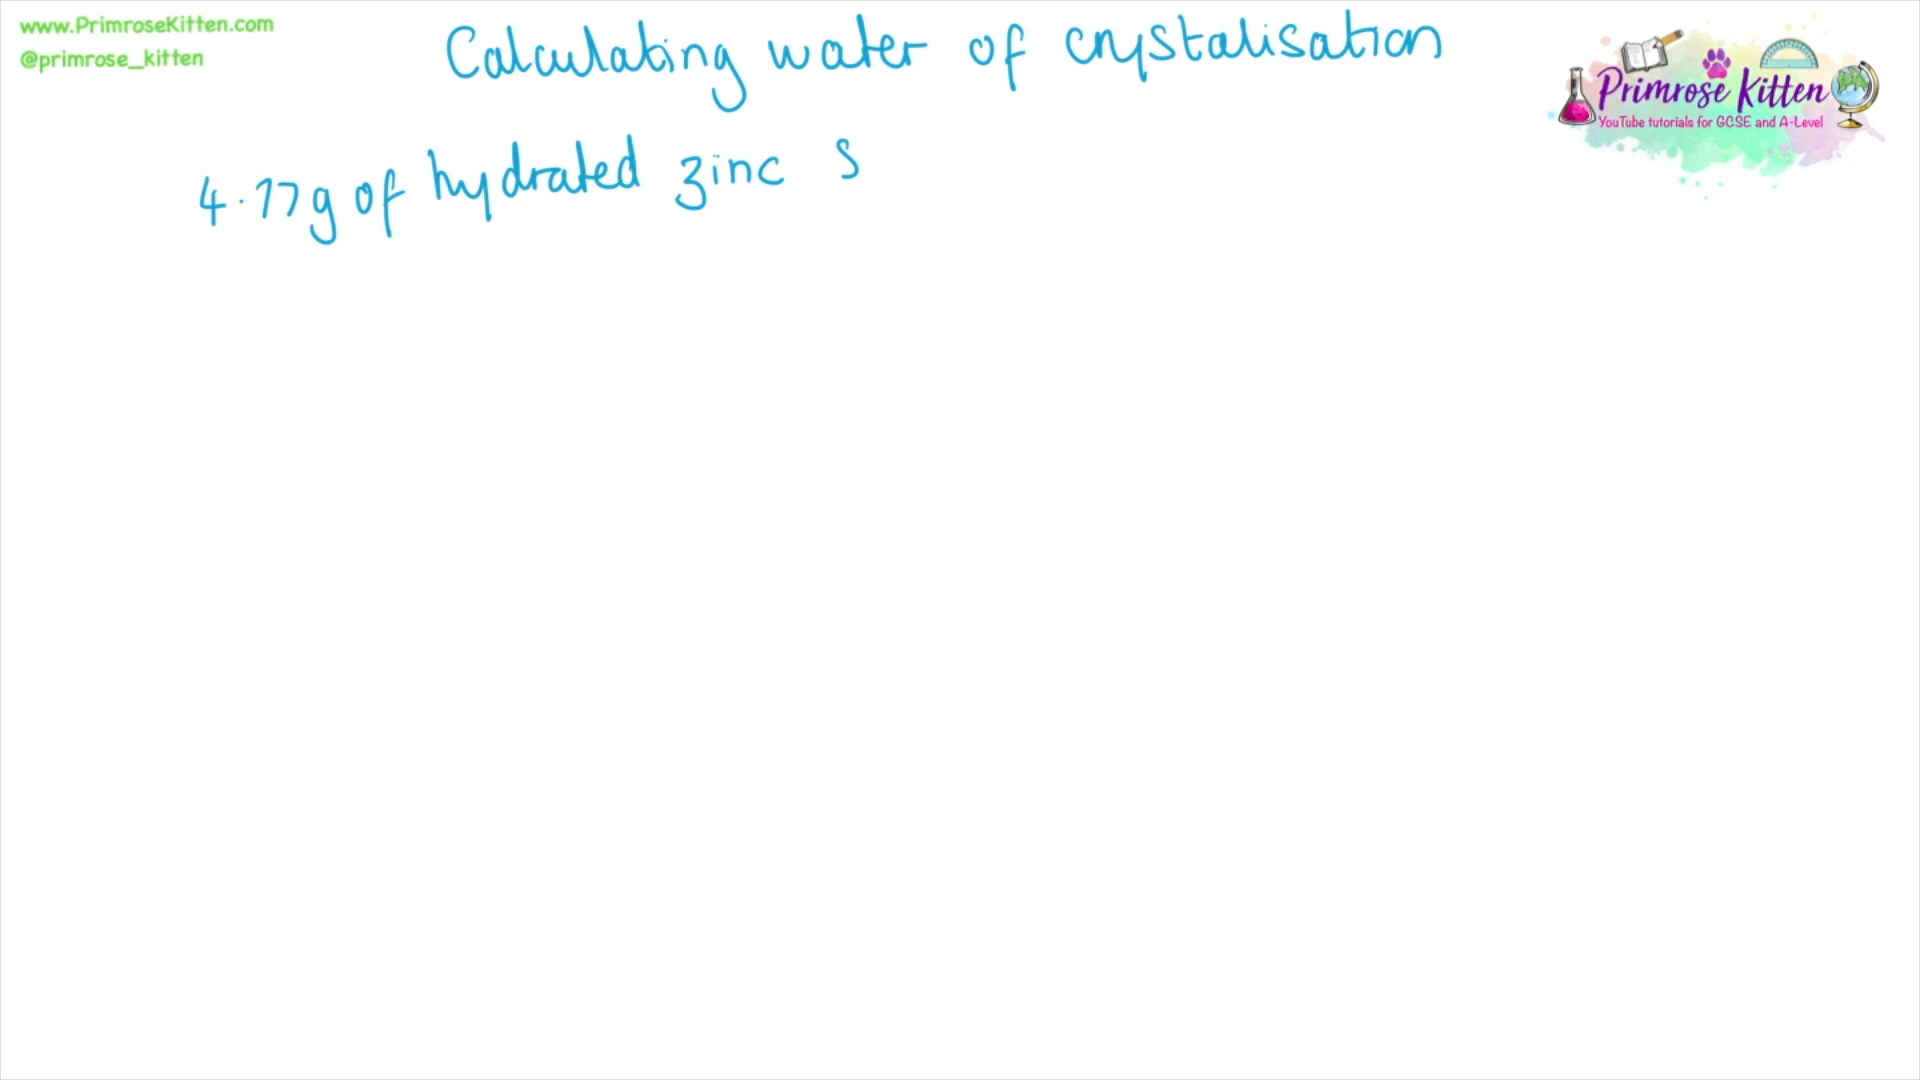 www.PrimroseKitten.com
@primrose_kitten
Calculating water of crystalisation
Primrose Kitten
YouTube tutorials for GCSE and A-Level
4.77g of hydrated zinc s